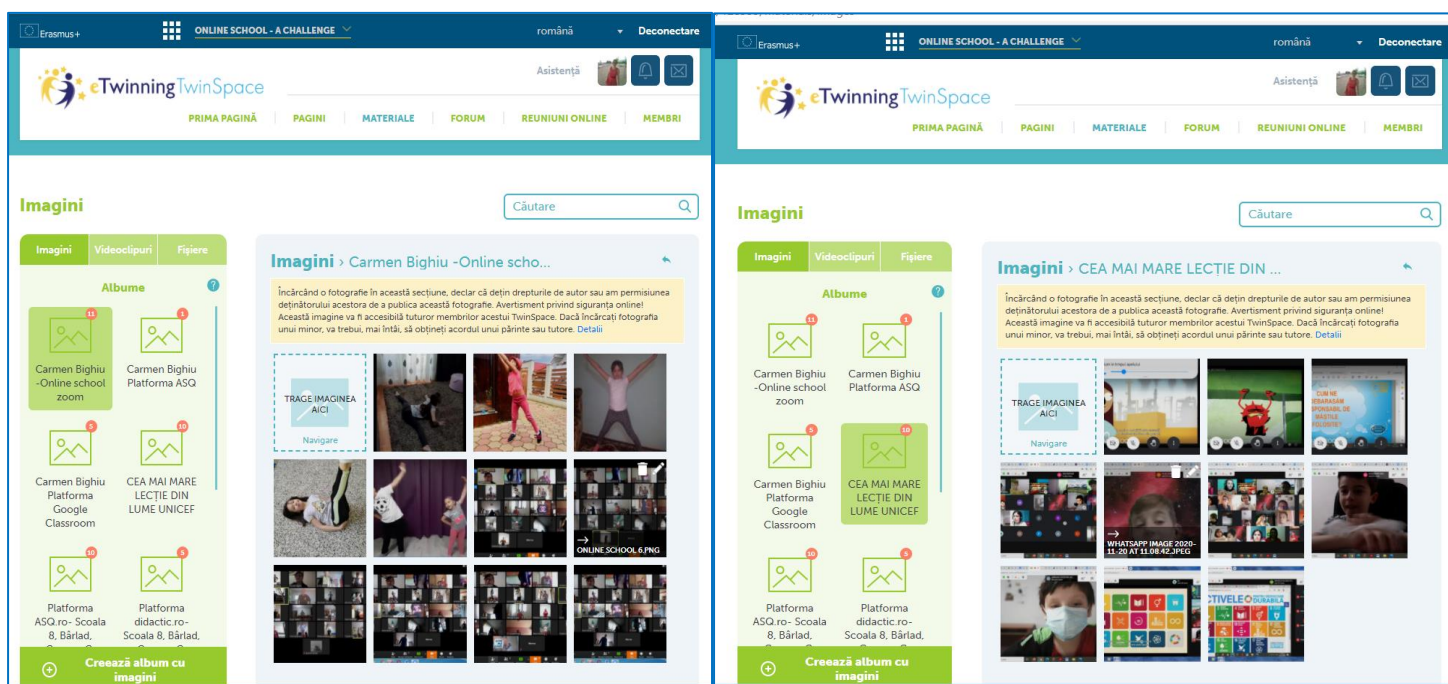 Erasmus+
ONLINE SCHOOL - A CHALLENGE
română
Deconectare
eTwinning TwinSpace
Asistență
PRIMA PAGINĂ
PAGINI
MATERIALE
FORUM
REUNIUNI ONLINE
MEMBRI
Imagini
Căutare
Imagini
Videoclipuri
Fișiere
Albume
?
11
Carmen Bighiu
-Online school
zoom
1
Carmen Bighiu
Platforma ASQ
5
Carmen Bighiu
Platforma
Google
Classroom
10
CEA MAI MARE
LECȚIE DIN
LUME UNICEF
10
Platforma
ASQ.ro- Scoala
8, Bârlad,
5
Platforma
didactic.ro-
Scoala 8, Bârlad,
Creează album cu
imagini
Imagini › Carmen Bighiu -Online scho...
Încărcând o fotografie în această secțiune, declar că dețin drepturile de autor sau am permisiunea
deținătorului acestora de a publica această fotografie. Avertisment privind siguranța online!
Această imagine va fi accesibilă tuturor membrilor acestui TwinSpace. Dacă încărcați fotografia
unui minor, va trebui, mai întâi, să obțineți acordul unui părinte sau tutore. Detalii
TRAGE IMAGINEA
AICI
Navigare
ONLINE SCHOOL 6.PNG
Erasmus+
ONLINE SCHOOL - A CHALLENGE
română
Deconectare
eTwinning TwinSpace
Asistență
PRIMA PAGINĂ
PAGINI
MATERIALE
FORUM
REUNIUNI ONLINE
MEMBRI
Imagini
Căutare
Imagini
Videoclipuri
Fișiere
Albume
?
11
Carmen Bighiu
-Online school
zoom
1
Carmen Bighiu
Platforma ASQ
5
Carmen Bighiu
Platforma
Google
Classroom
10
CEA MAI MARE
LECȚIE DIN
LUME UNICEF
10
Platforma
ASQ.ro- Scoala
8, Bârlad,
5
Platforma
didactic.ro-
Scoala 8, Bârlad,
Creează album cu
imagini
Imagini › CEA MAI MARE LECȚIE DIN ...
Încărcând o fotografie în această secțiune, declar că dețin drepturile de autor sau am permisiunea
deținătorului acestora de a publica această fotografie. Avertisment privind siguranța online!
Această imagine va fi accesibilă tuturor membrilor acestui TwinSpace. Dacă încărcați fotografia
unui minor, va trebui, mai întâi, să obțineți acordul unui părinte sau tutore. Detalii
TRAGE IMAGINEA
AICI
Navigare
CUM NE
MĂȘTILE
WHATSAPP IMAGE 2020-
11-20 AT 11.08.42.JPEG